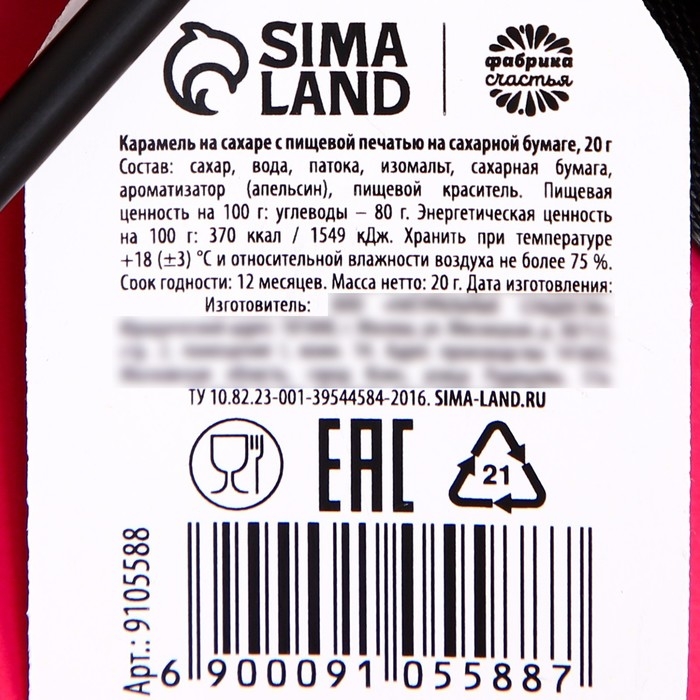 SIMA
LAND
фабрика
счастья
Карамель на сахаре с пищевой печатью на сахарной бумаге, 20 г
Состав: сахар, вода, патока, изомальт, сахарная бумага,
ароматизатор (апельсин), пищевой краситель. Пищевая
ценность на 100 г: углеводы – 80 г. Энергетическая ценность
на 100 г: 370 ккал / 1549 кДж. Хранить при температуре
+18 (±3) °С и относительной влажности воздуха не более 75 %.
Срок годности: 12 месяцев. Масса нетто: 20 г. Дата изготовления:
Изготовитель:
ТУ 10.82.23-001-39544584-2016. SIMA-LAND.RU
EAC
21
Арт.: 9105588
6 900091 055887